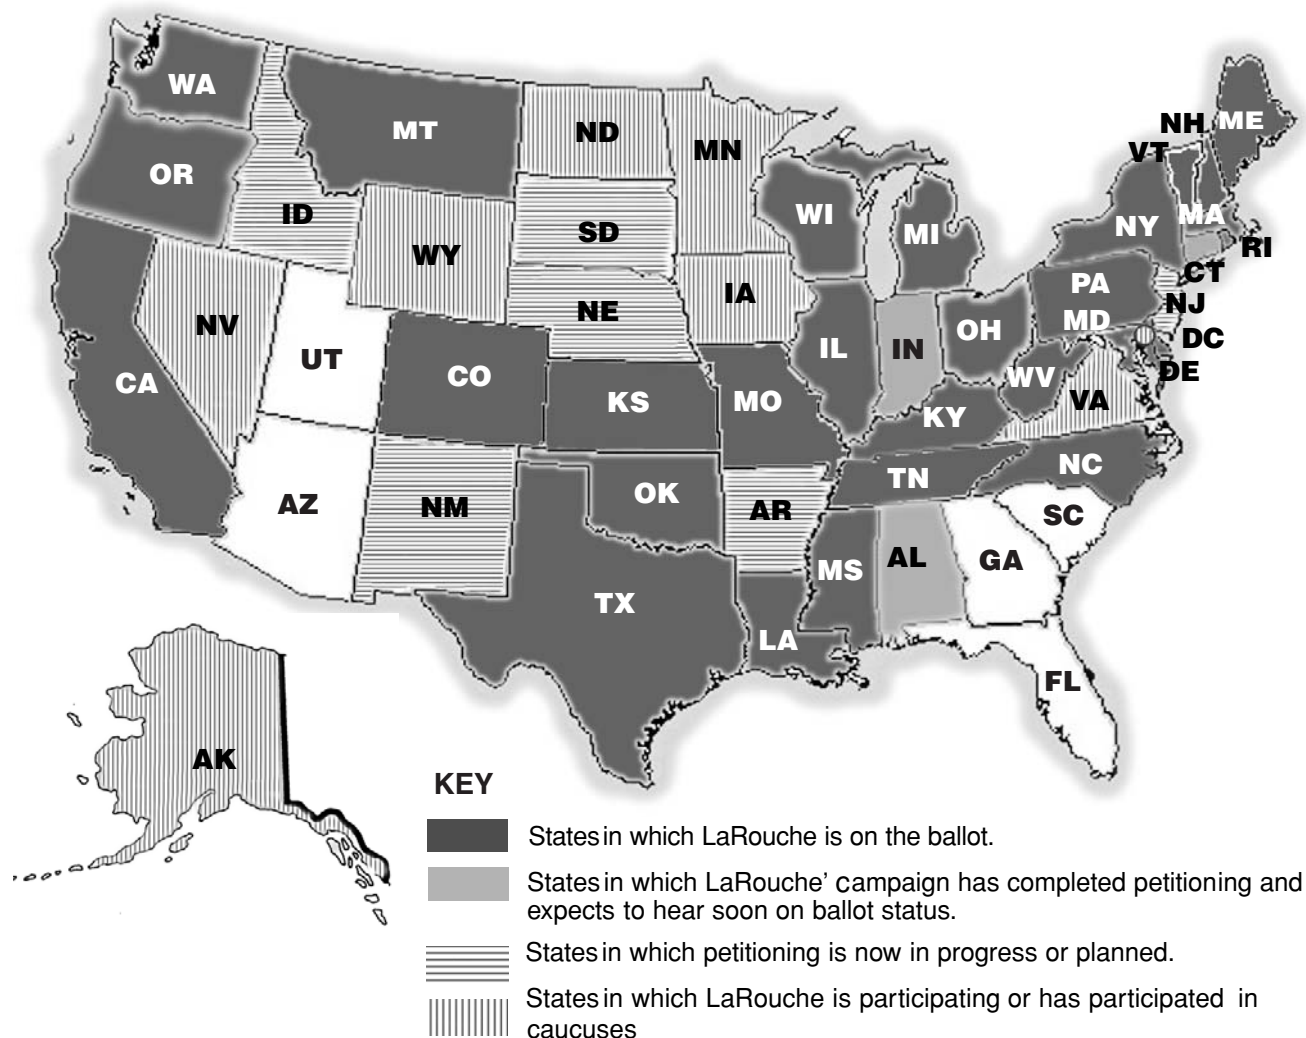 WA
MT
ND
MN
NH
ME
VT
OR
ID
SD
WI
MI
NY
MA
RI
WY
NE
IA
PA
CT
NJ
NV
UT
CO
IL
IN
OH
MD
DC
DE
CA
KS
MO
WV
VA
KY
NC
AZ
NM
OK
AR
TN
SC
TX
MS
AL
GA
LA
FL
AK
KEY
States in which LaRouche is on the ballot.
States in which LaRouche’ campaign has completed petitioning and
expects to hear soon on ballot status.
States in which petitioning is now in progress or planned.
States in which LaRouche is participating or has participated in
caucuses